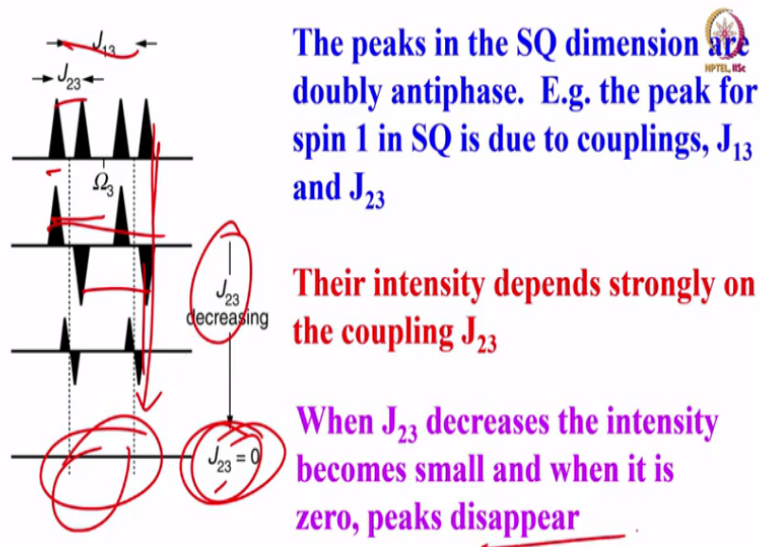 J13
J23
Ω3
J23
decreasing
J23 = 0
The peaks in the SQ dimension are
doubly antiphase. E.g. the peak for
spin 1 in SQ is due to couplings, J13
and J23
Their intensity depends strongly on
the coupling J23
When J23 decreases the intensity
becomes small and when it is
zero, peaks disappear
NPTEL, IISc